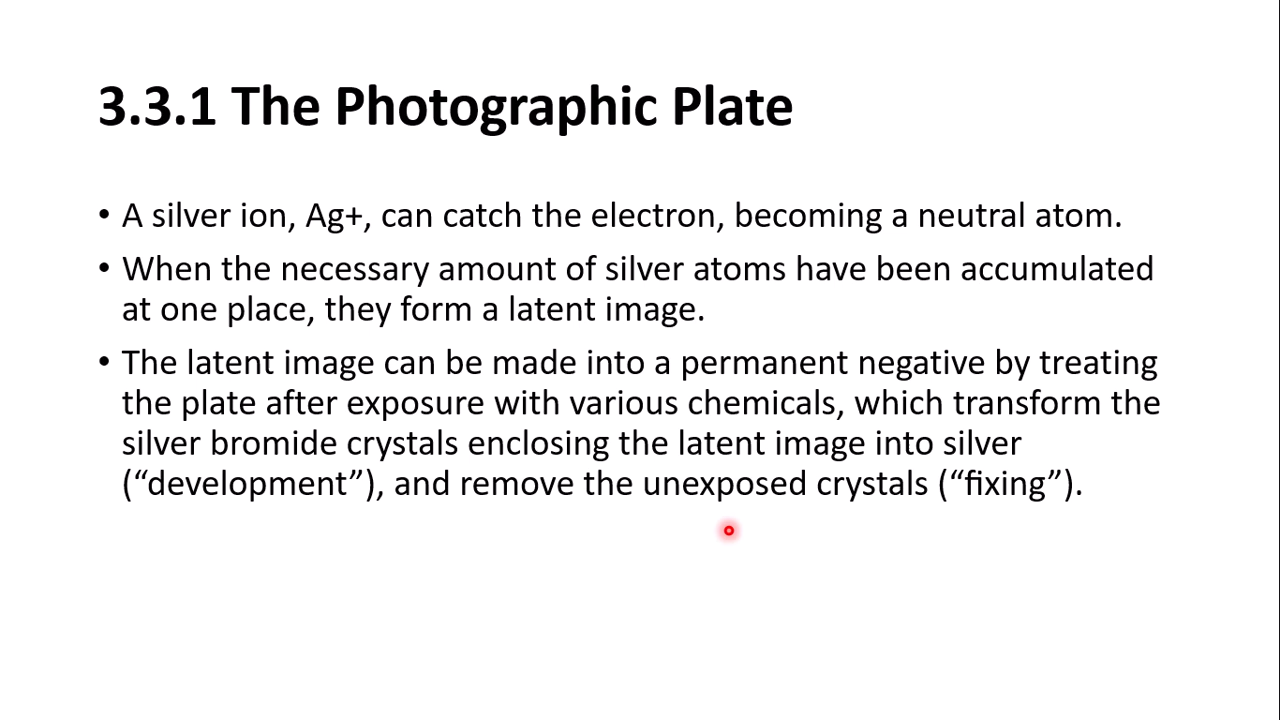 3.3.1 The Photographic Plate
• A silver ion, Ag+, can catch the electron, becoming a neutral atom.
• When the necessary amount of silver atoms have been accumulated
at one place, they form a latent image.
• The latent image can be made into a permanent negative by treating
the plate after exposure with various chemicals, which transform the
silver bromide crystals enclosing the latent image into silver
(“development”), and remove the unexposed crystals (“fixing”).